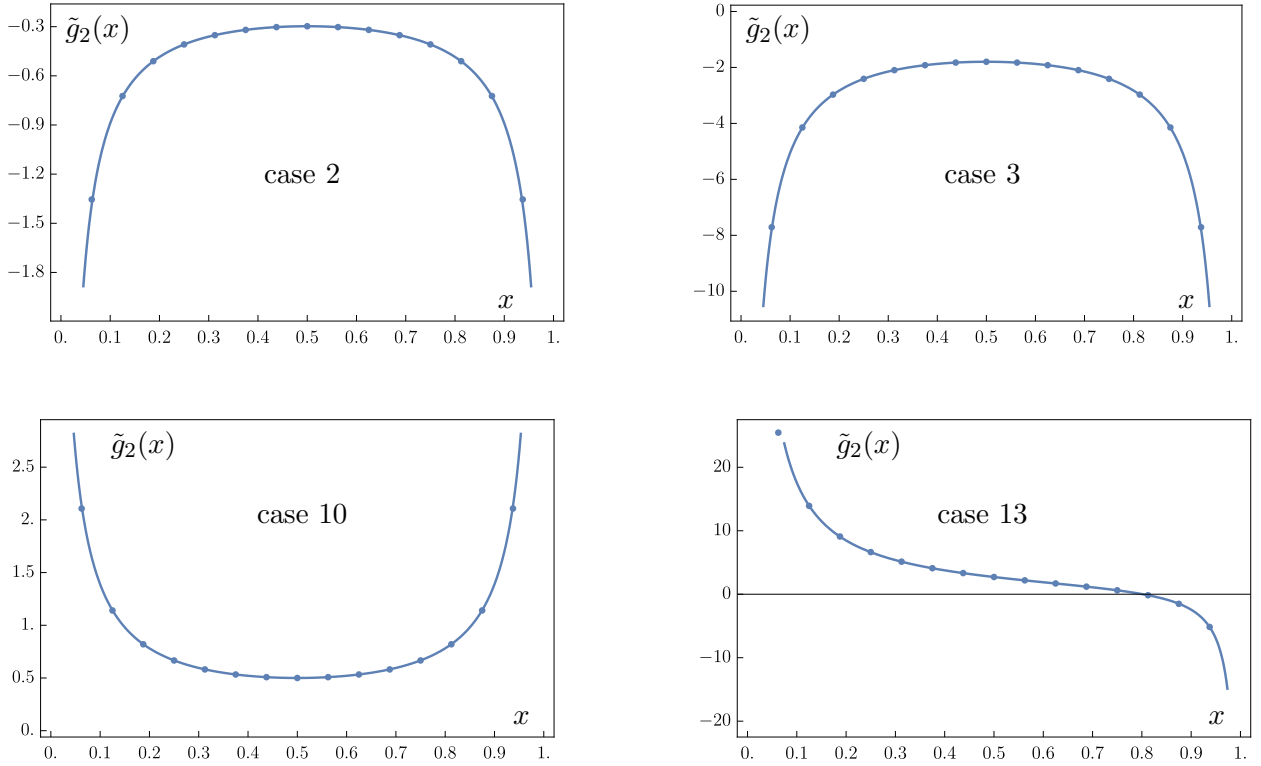 g̃₂(x)
case 2
x
−0.3
−0.6
−0.9
−1.2
−1.5
−1.8
0. 0.1 0.2 0.3 0.4 0.5 0.6 0.7 0.8 0.9 1.
g̃₂(x)
case 3
x
0
−2
−4
−6
−8
−10
0. 0.1 0.2 0.3 0.4 0.5 0.6 0.7 0.8 0.9 1.
g̃₂(x)
case 10
x
2.5
2.
1.5
1.
0.5
0.
0. 0.1 0.2 0.3 0.4 0.5 0.6 0.7 0.8 0.9 1.
g̃₂(x)
case 13
x
20
10
0
−10
−20
0. 0.1 0.2 0.3 0.4 0.5 0.6 0.7 0.8 0.9 1.